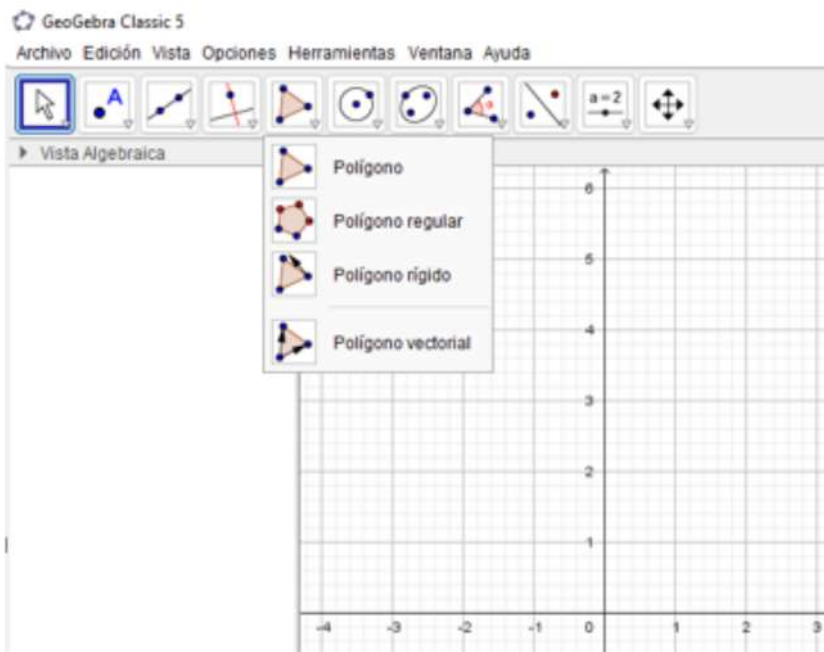 GeoGebra Classic 5
Archivo Edición Vista Opciones Herramientas Ventana Ayuda
A
a=2
Vista Algebraica
Polígono
Polígono regular
Polígono rígido
Polígono vectorial
6
5
4
3
2
1
-4 -3 -2 -1 0 1 2 3